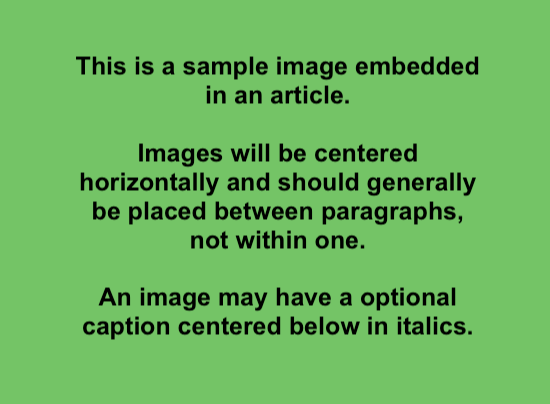 This is a sample image embedded
in an article.
Images will be centered
horizontally and should generally
be placed between paragraphs,
not within one.
An image may have a optional
caption centered below in italics.